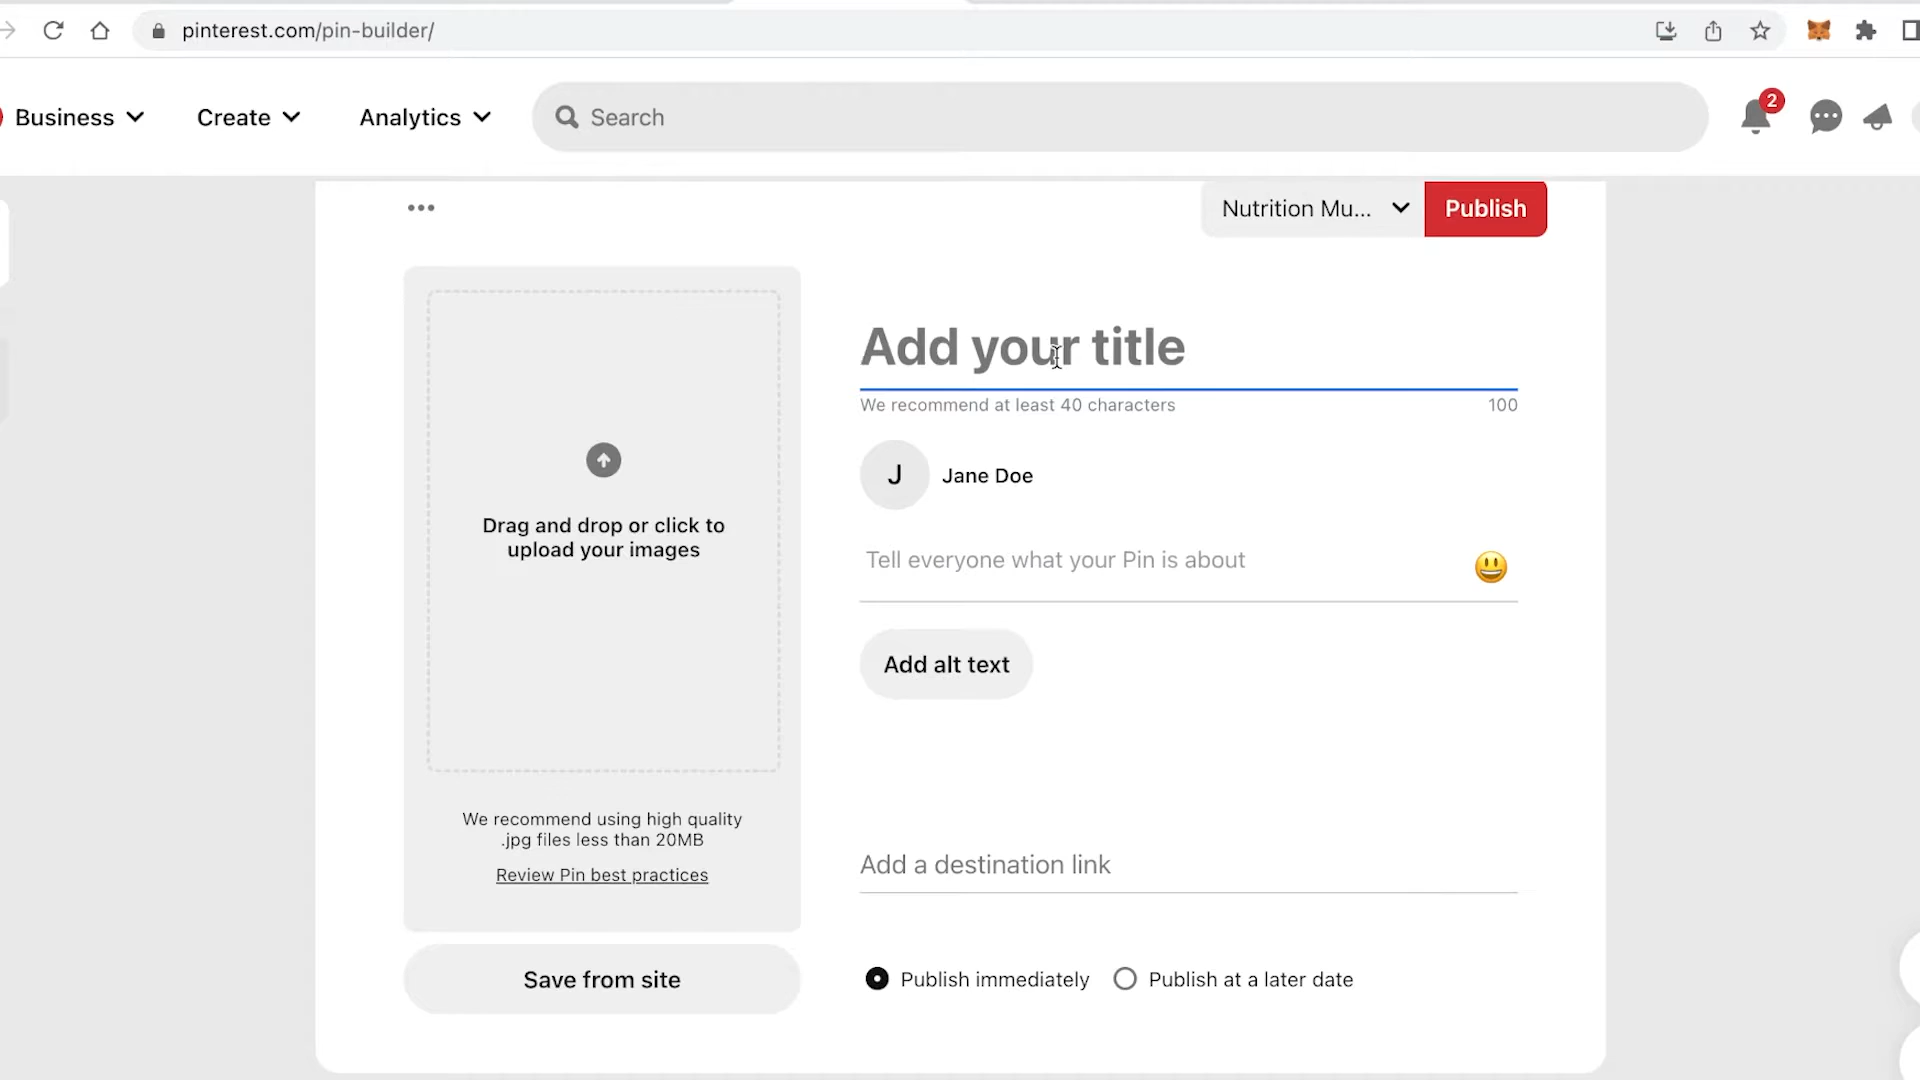 pinterest.com/pin-builder/
Business
Create
Analytics
Search
2
Nutrition Mu...
Publish
Add your title
We recommend at least 40 characters
100
J
Jane Doe
Drag and drop or click to
upload your images
Tell everyone what your Pin is about
Add alt text
We recommend using high quality
.jpg files less than 20MB
Review Pin best practices
Add a destination link
Save from site
Publish immediately
Publish at a later date